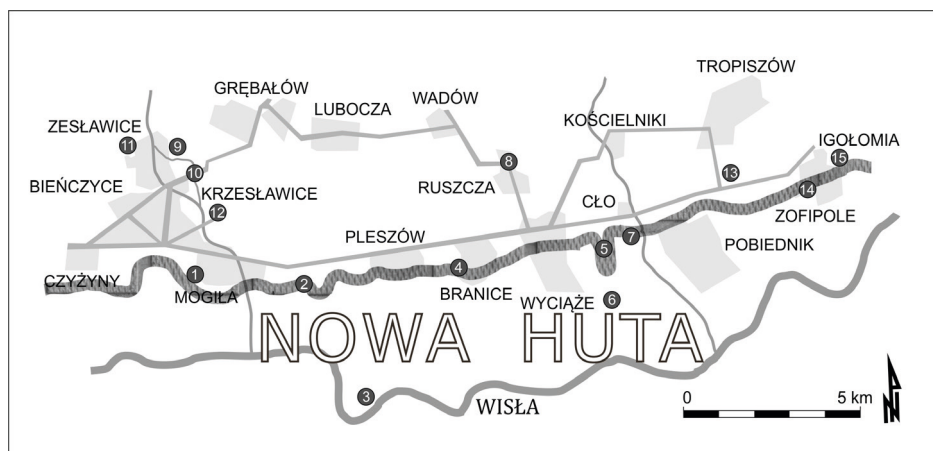 TROPISZÓW
GRĘBAŁÓW
LUBOCZA
WADÓW
ZESŁAWICE
KOŚCIELNIKI
IGOŁOMIA
11
9
8
15
10
13
BIEŃCZYCE
KRZESŁAWICE
RUSZCZA
14
12
CŁO
ZOFIPOLE
PLESZÓW
7
POBIEDNIK
5
1
4
CZYŻYNY
2
MOGIŁA
BRANICE
WYCIĄŻE
6
NOWA HUTA
3
WISŁA
0 5 km
N